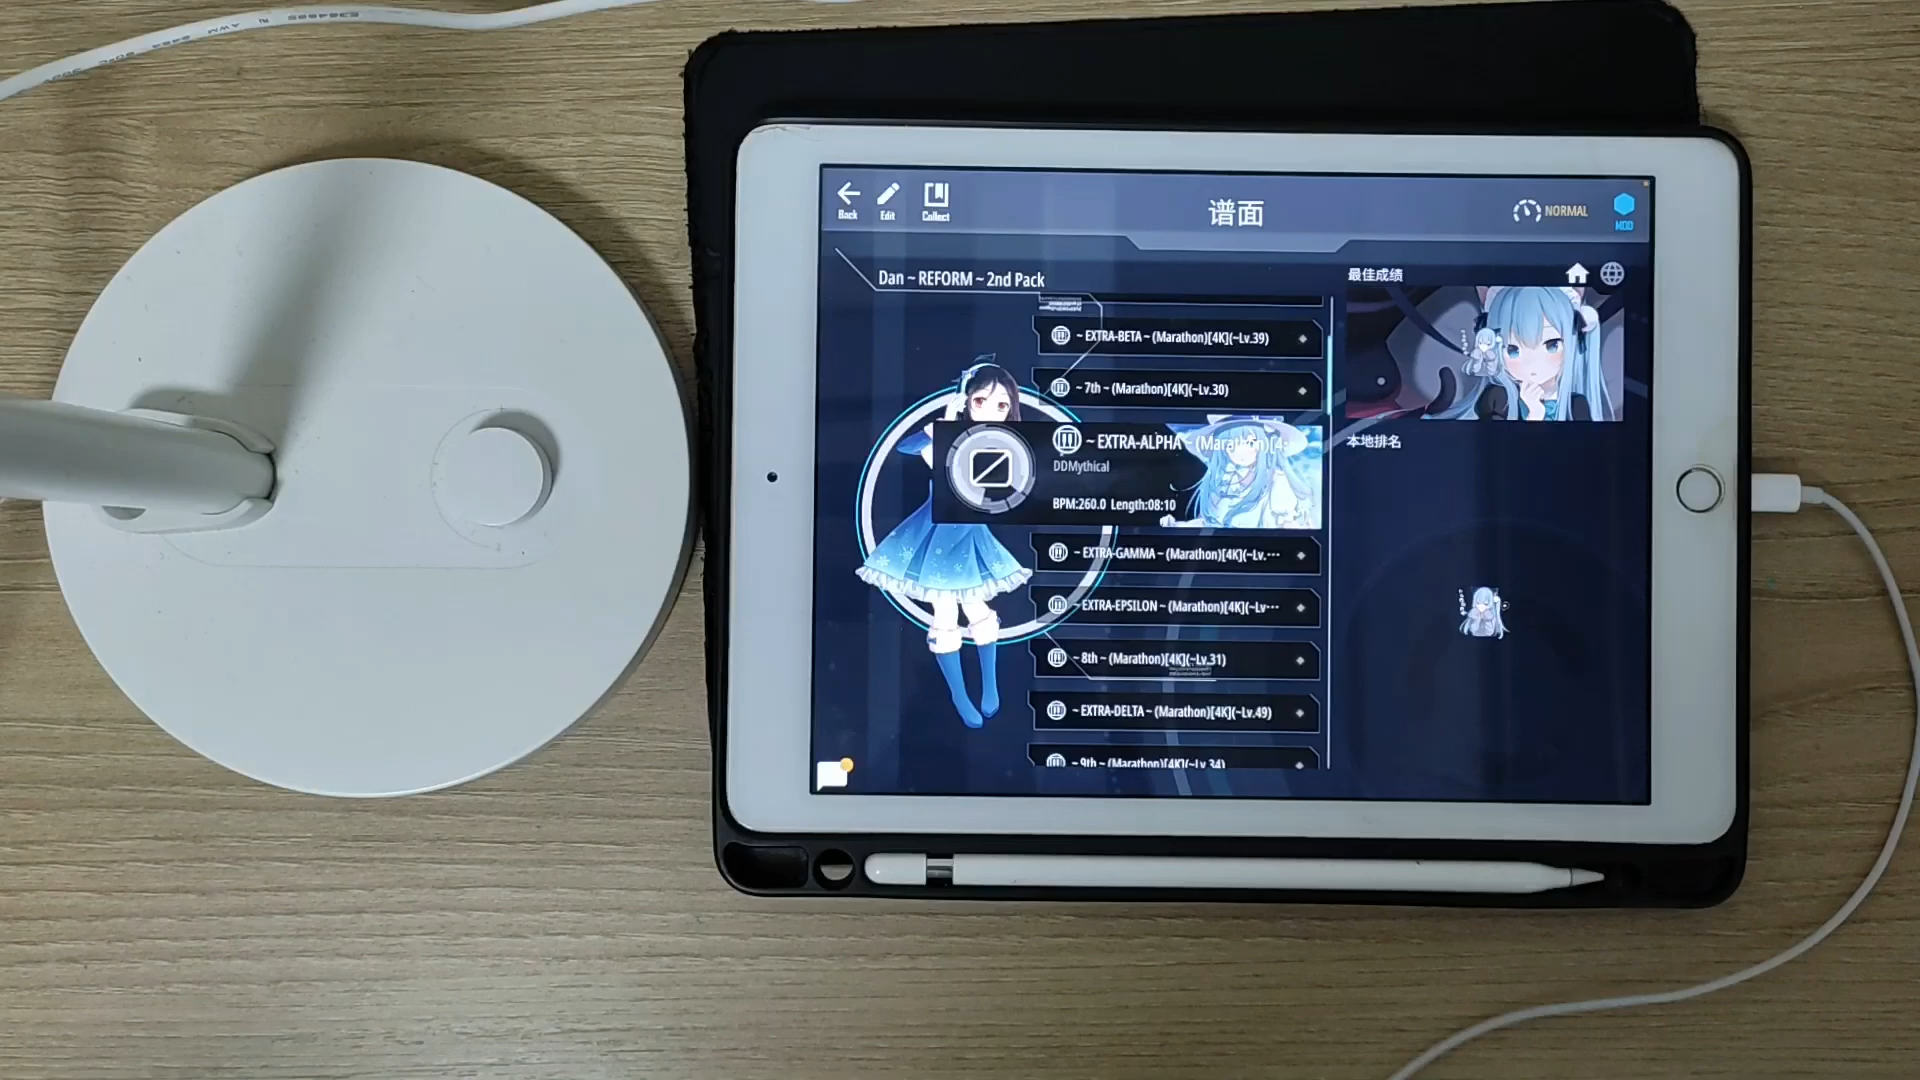 Back
Edit
Collect
谱面
NORMAL
MOD
Dan ~ REFORM ~ 2nd Pack
最佳成绩
~ EXTRA-BETA ~ (Marathon)[4K](~Lv.39)
~ 7th ~ (Marathon)[4K](~Lv.30)
~ EXTRA-ALPHA ~ (Marathon)[4
DDMythical
BPM:260.0 Length:08:10
本地排名
~ EXTRA-GAMMA ~ (Marathon)[4K](~Lv.···
~ EXTRA-EPSILON ~ (Marathon)[4K](~Lv···
~ 8th ~ (Marathon)[4K](~Lv.31)
~ EXTRA-DELTA ~ (Marathon)[4K](~Lv.49)
~ 9th ~ (Marathon)[4K](~Lv.34)